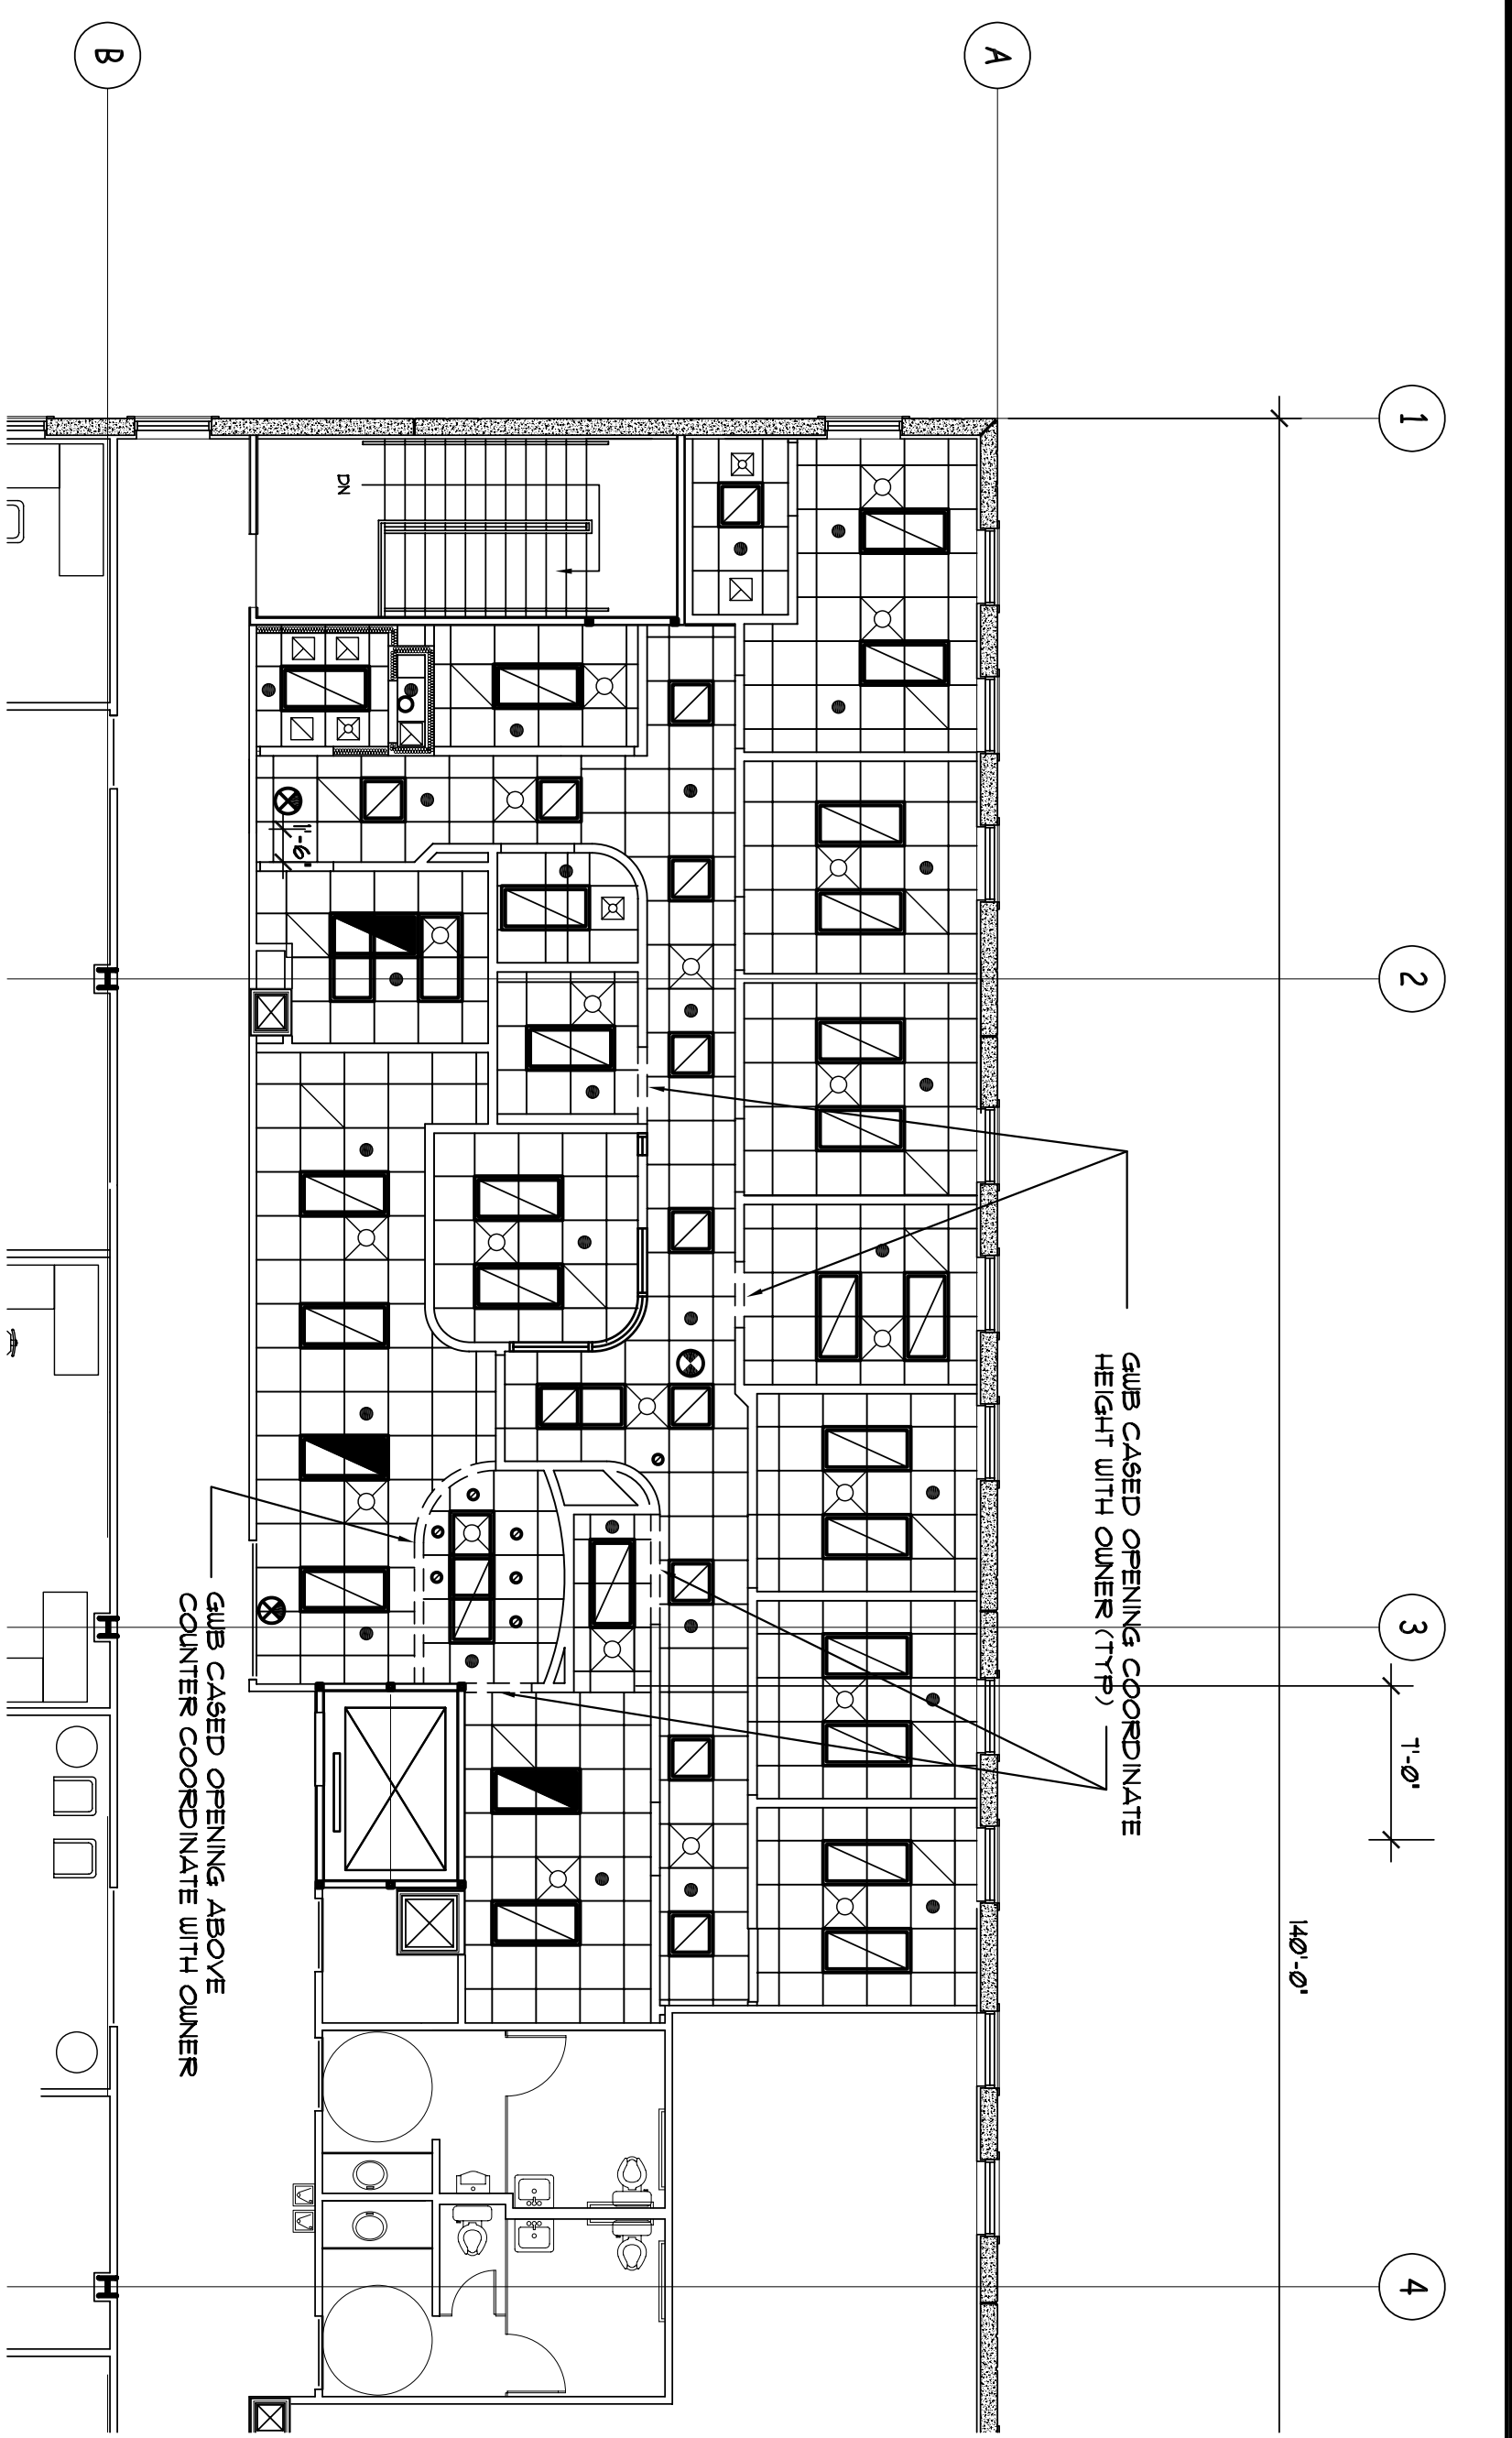 1
2
3
4
A
B
7'-0"
140'-0"
GWB CASED OPENING COORDINATE
HEIGHT WITH OWNER (TYP)
DN
1'-6"
GWB CASED OPENING ABOVE
COUNTER COORDINATE WITH OWNER